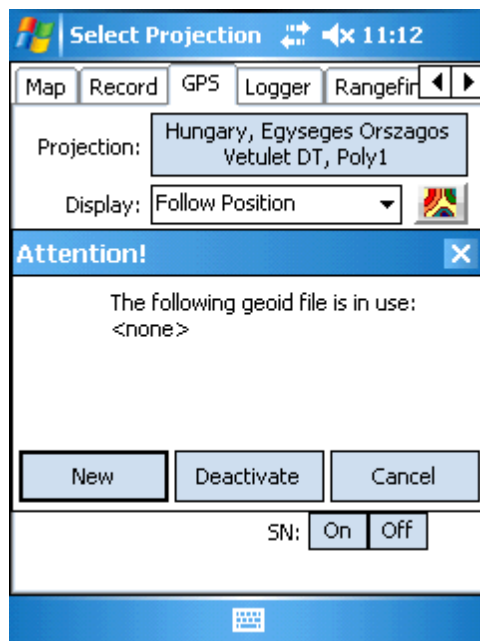 Select Projection 11:12
Map Record GPS Logger
Projection: Hungary, Egyseges Orszagos
Vetulet DT, Poly1
Display: Follow Position
Attention!
The following geoid file is in use:
<none>
New Deactivate Cancel
SN: On Off